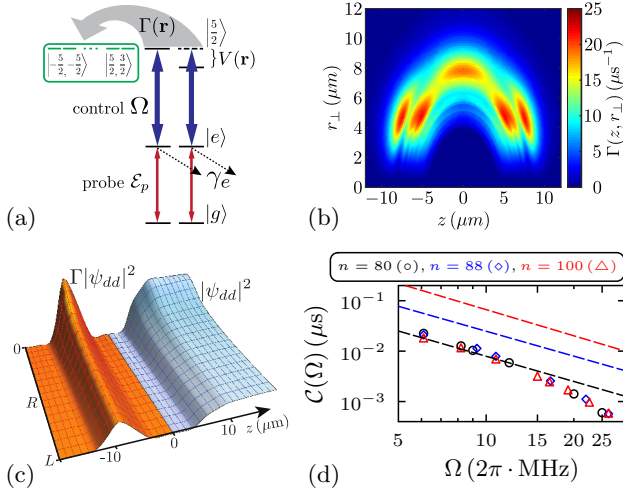 Γ(𝐫)
|5/2⟩
|−5/2,−5/2⟩ ··· |5/2,3/2⟩
}V(𝐫)
control Ω
|e⟩
probe ℰp
γe
|g⟩
(a)
12
10
8
6
4
2
0
r⊥ (μm)
−10 −5 0 5 10
z (μm)
25
20
15
10
5
0
Γ(z, r⊥) (μs⁻¹)
(b)
Γ|ψdd|²
|ψdd|²
0
R
L
-10 0 10
z (μm)
(c)
n = 80 (○), n = 88 (◇), n = 100 (△)
10⁻¹
10⁻²
10⁻³
𝒞(Ω) (μs)
5 10 15 20 25
Ω (2π · MHz)
(d)